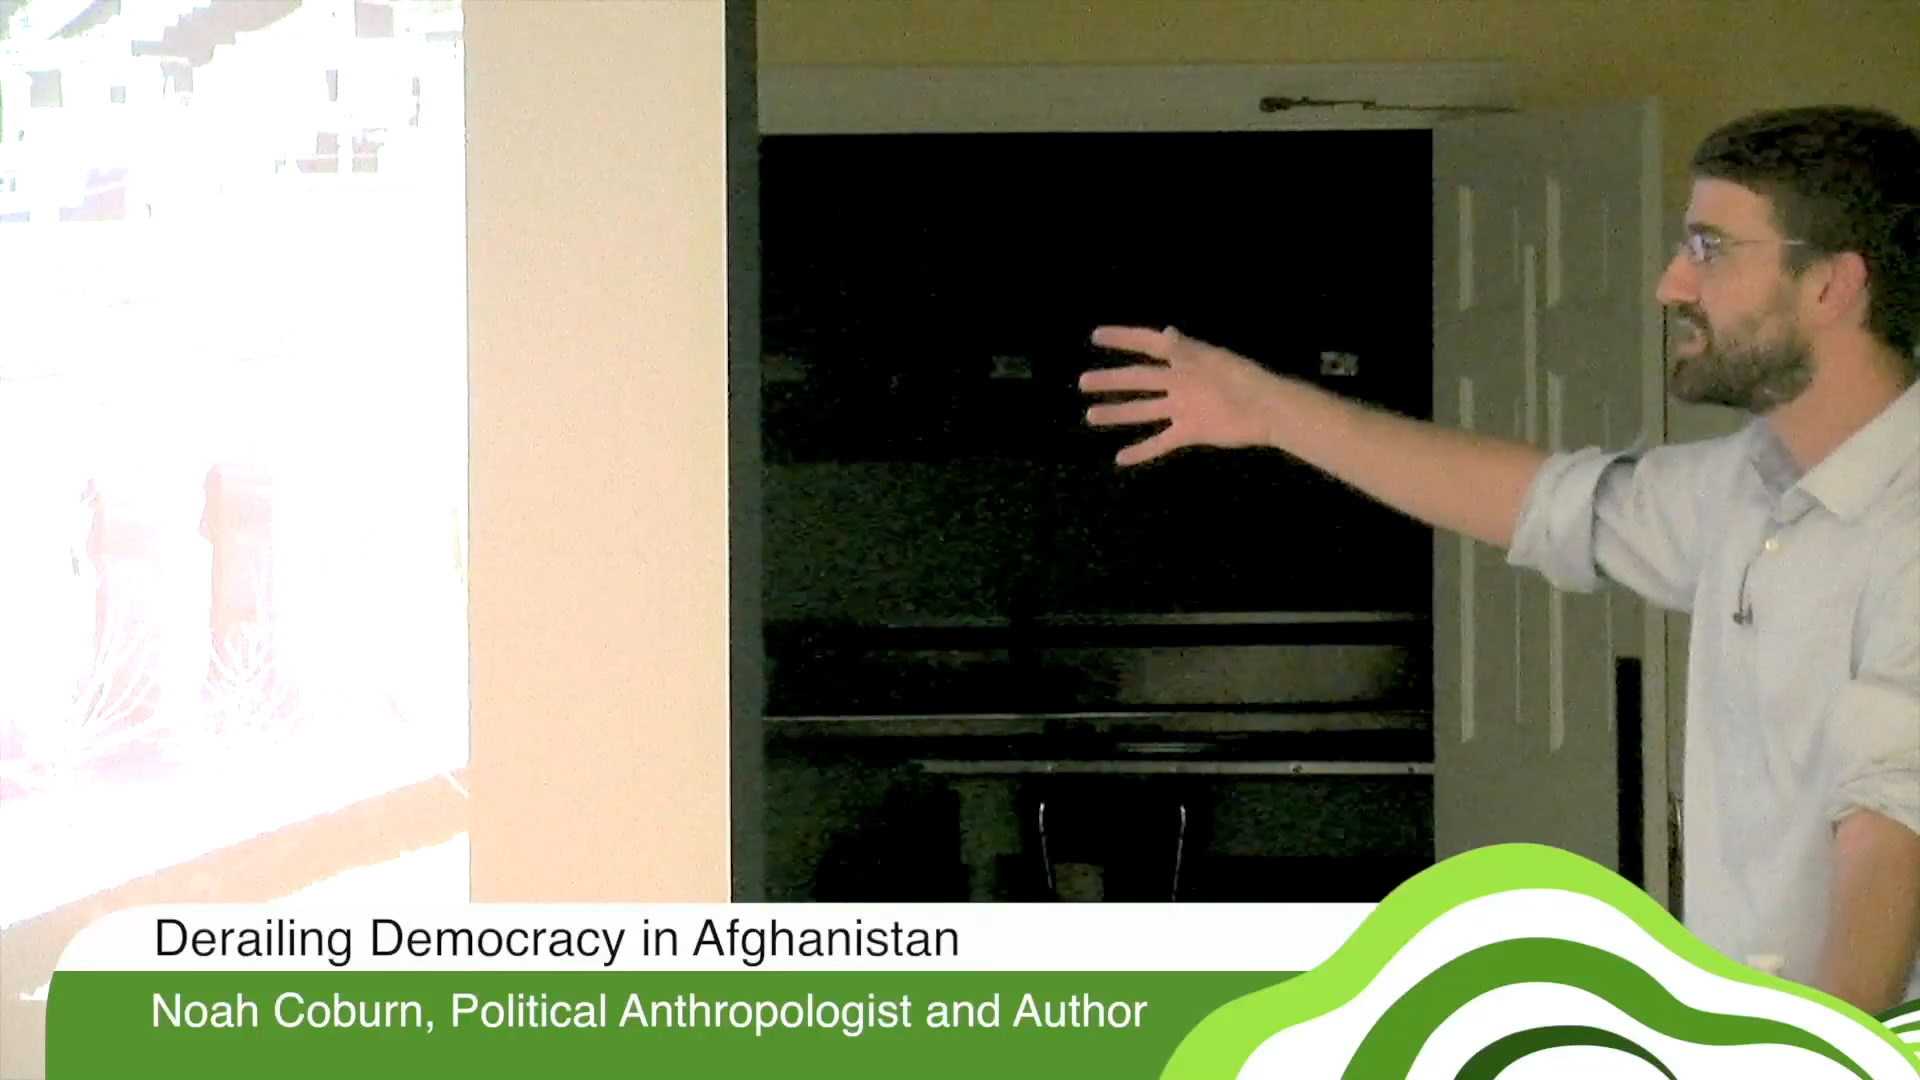 Derailing Democracy in Afghanistan
Noah Coburn, Political Anthropologist and Author